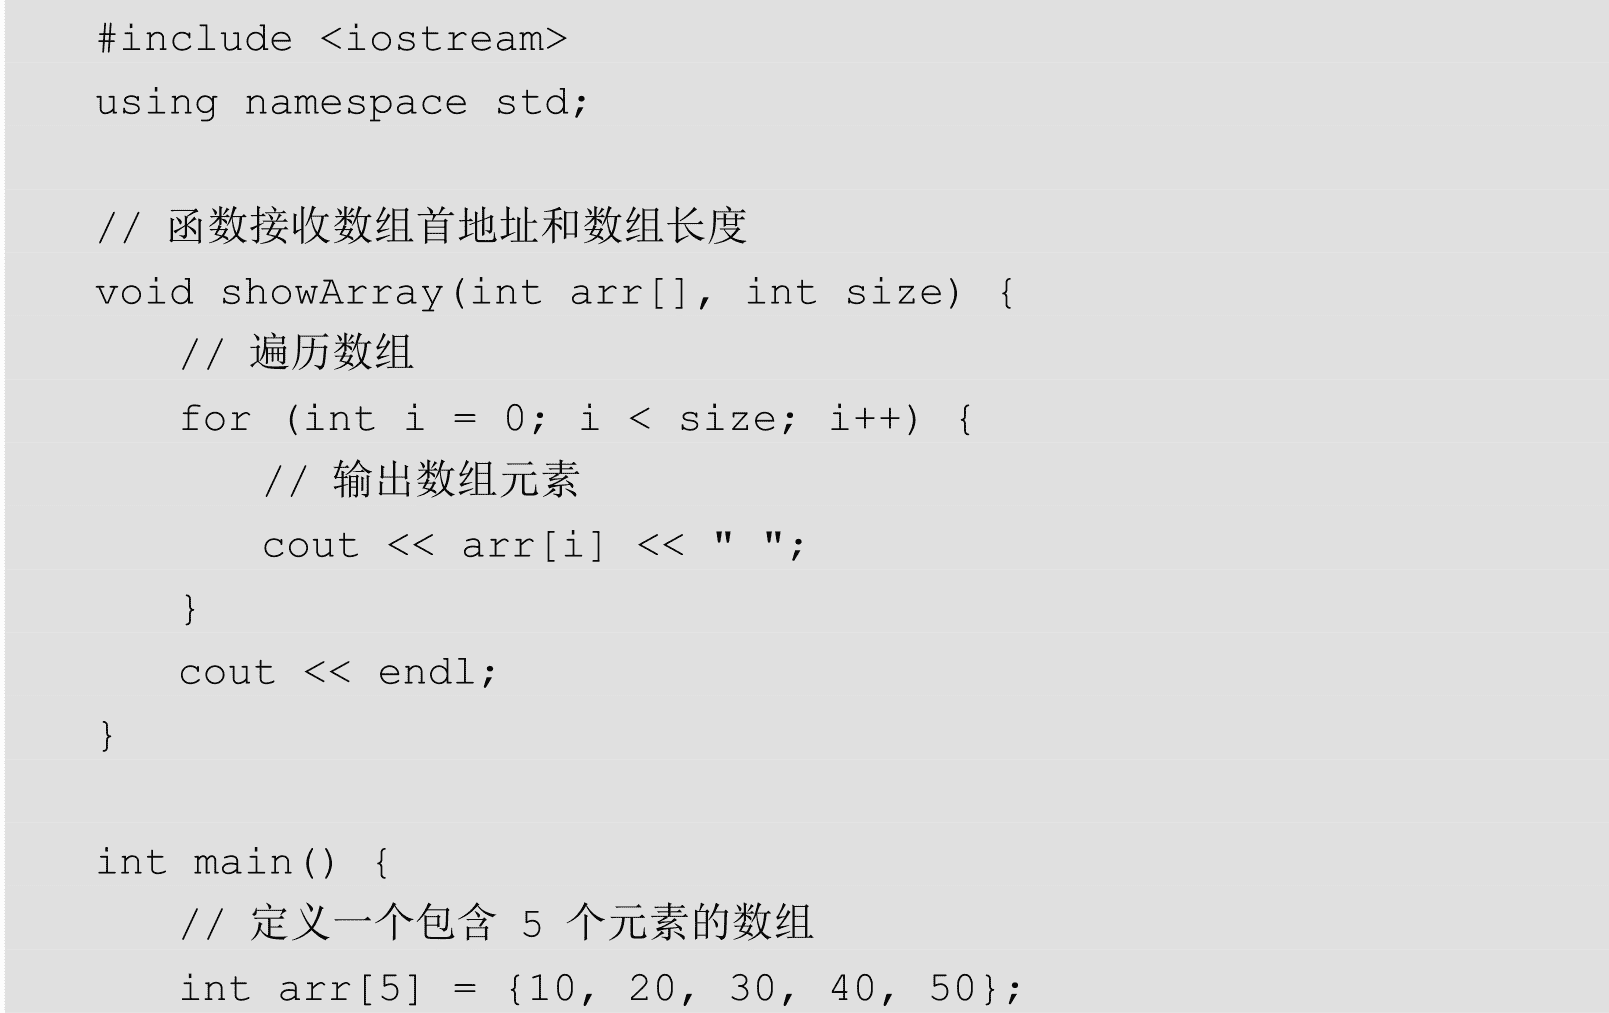 #include <iostream>
using namespace std;
// 函数接收数组首地址和数组长度
void showArray(int arr[], int size) {
// 遍历数组
for (int i = 0; i < size; i++) {
// 输出数组元素
cout << arr[i] << " ";
}
cout << endl;
}
int main() {
// 定义一个包含 5 个元素的数组
int arr[5] = {10, 20, 30, 40, 50};